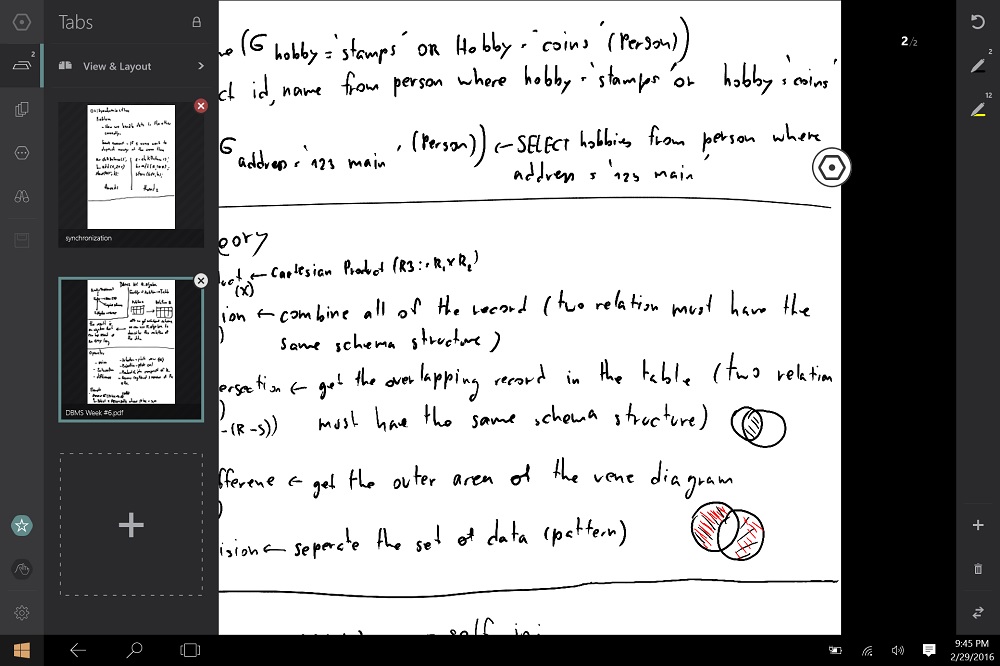 Tabs
View & Layout
synchronization
DBMS Week #6.pdf
2/2
(σ hobby = 'stamps' OR Hobby = 'coins' (Person))
ct id, name from person where hobby = 'stamps' or hobby = 'coins'
σ address = '123 main' (Person)) ← SELECT hobbies from person where
address = '123 main'
eory
uct ← Cartesian Product (R3 :: R1 x R2)
(x)
ion ← combine all of the record (two relation must have the
same schema structure)
ersection ← get the overlapping record in the table (two relation
-(R-S)) must have the same schema structure)
fference ← get the outer area of the vene diagram
ision ← seperate the set of data (pattern)
2
2
12
9:45 PM
2/29/2016